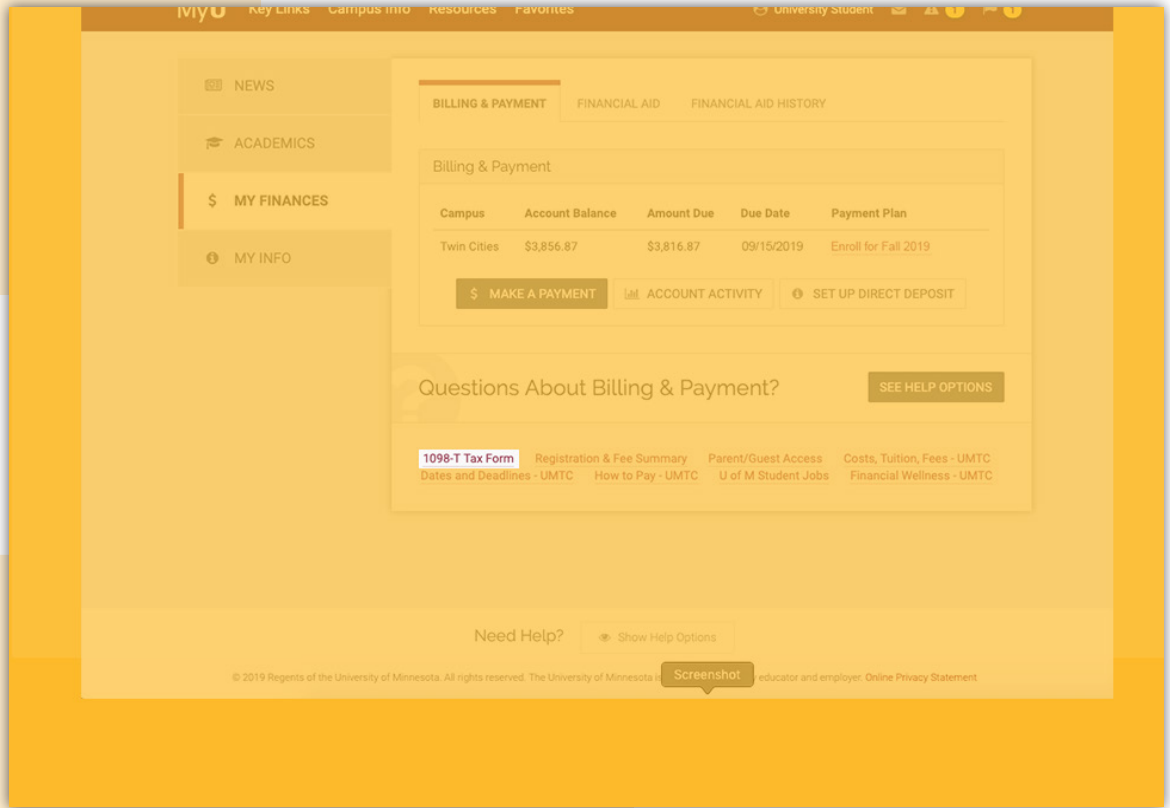 MyU Key Links Campus Info Resources Favorites University Student 1 1
NEWS
ACADEMICS
$ MY FINANCES
MY INFO
BILLING & PAYMENT FINANCIAL AID FINANCIAL AID HISTORY
Billing & Payment
Campus Account Balance Amount Due Due Date Payment Plan
Twin Cities $3,856.87 $3,816.87 09/15/2019 Enroll for Fall 2019
$ MAKE A PAYMENT ACCOUNT ACTIVITY SET UP DIRECT DEPOSIT
Questions About Billing & Payment? SEE HELP OPTIONS
1098-T Tax Form Registration & Fee Summary Parent/Guest Access Costs, Tuition, Fees - UMTC
Dates and Deadlines - UMTC How to Pay - UMTC U of M Student Jobs Financial Wellness - UMTC
Need Help? Show Help Options
© 2019 Regents of the University of Minnesota. All rights reserved. The University of Minnesota is educator and employer. Online Privacy Statement
Screenshot